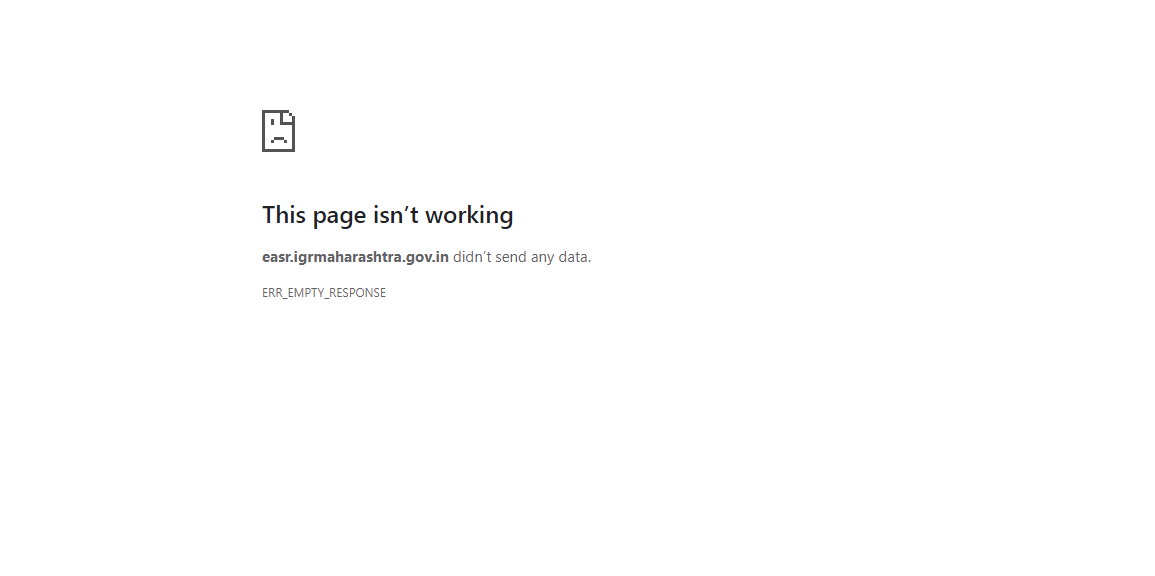 This page isn’t working
easr.igrmaharashtra.gov.in didn’t send any data.
ERR_EMPTY_RESPONSE